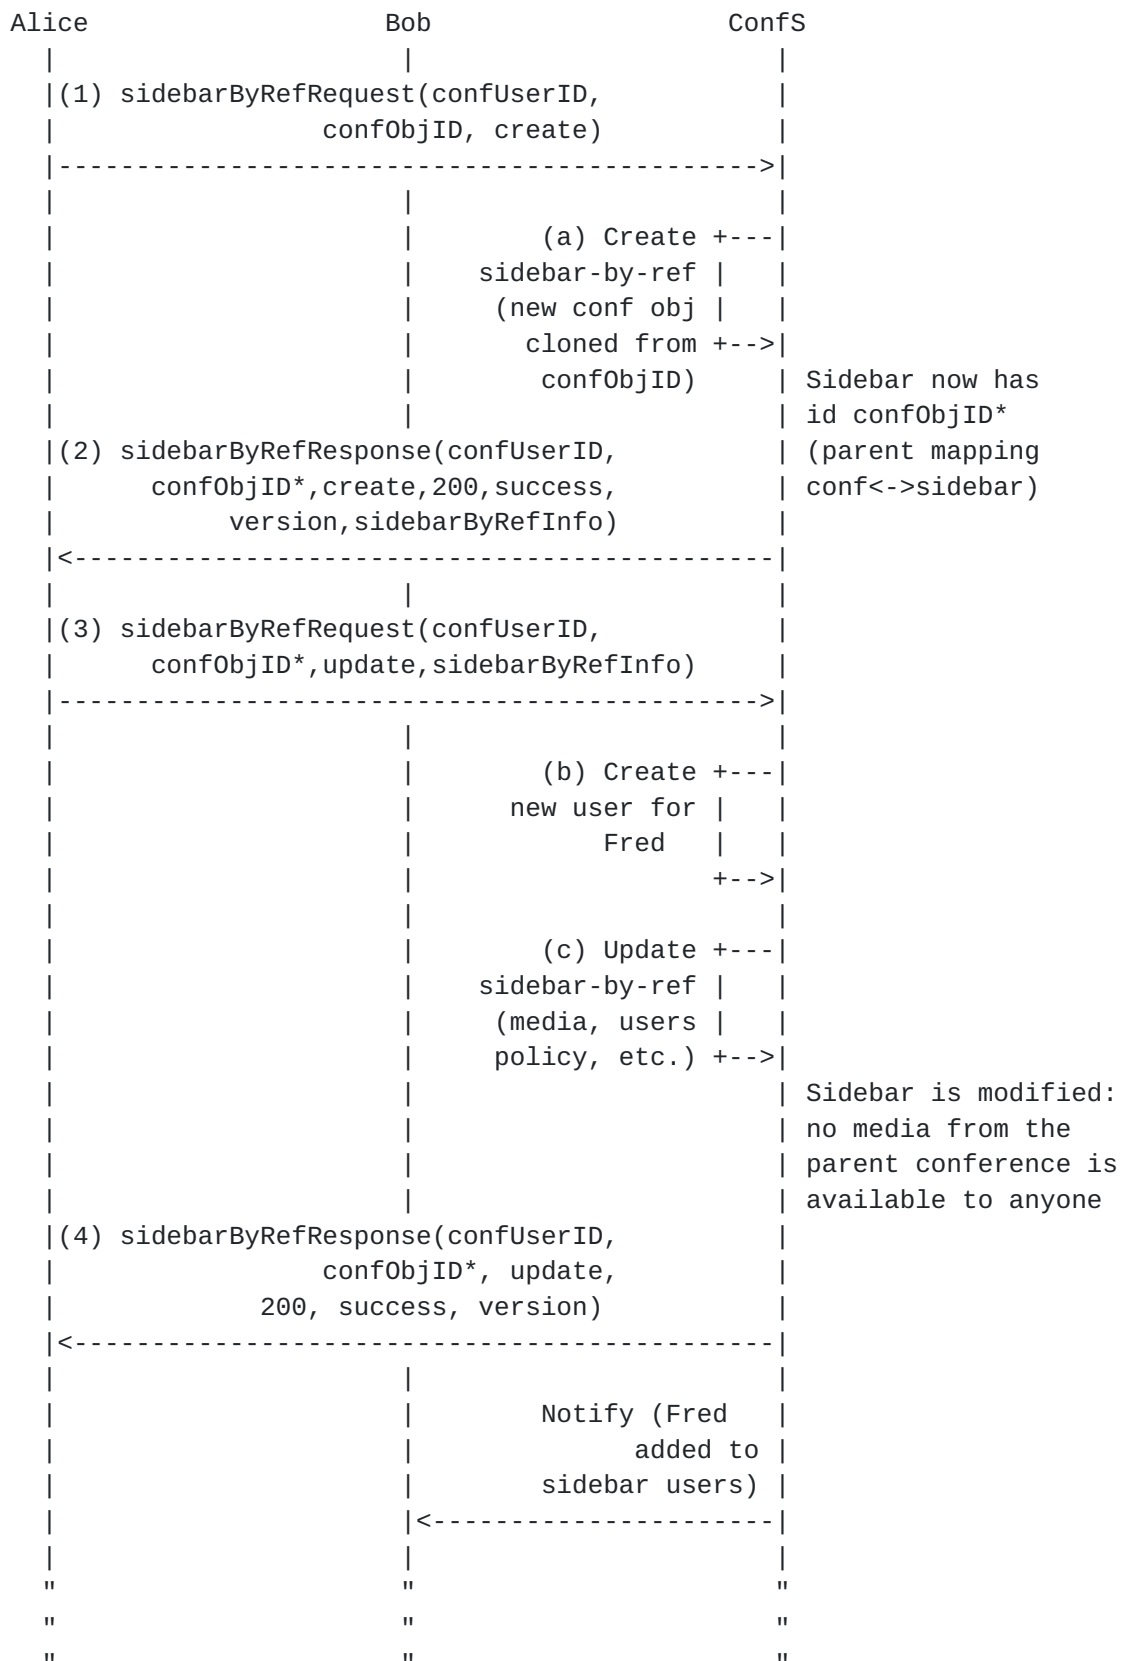 Alice                   Bob                   ConfS
  |                      |                       |
  |(1) sidebarByRefRequest(confUserID,           |
  |                 confObjID, create)           |
  |--------------------------------------------->|
  |                      |                       |
  |                      |        (a) Create +---|
  |                      |    sidebar-by-ref |   |
  |                      |     (new conf obj |   |
  |                      |       cloned from +-->|
  |                      |        confObjID)     | Sidebar now has
  |                      |                       | id confObjID*
  |(2) sidebarByRefResponse(confUserID,          | (parent mapping
  |      confObjID*,create,200,success,          | conf<->sidebar)
  |           version,sidebarByRefInfo)          |
  |<---------------------------------------------|
  |                      |                       |
  |(3) sidebarByRefRequest(confUserID,           |
  |      confObjID*,update,sidebarByRefInfo)     |
  |--------------------------------------------->|
  |                      |                       |
  |                      |        (b) Create +---|
  |                      |      new user for |   |
  |                      |            Fred   |   |
  |                      |                   +-->|
  |                      |                       |
  |                      |        (c) Update +---|
  |                      |    sidebar-by-ref |   |
  |                      |     (media, users |   |
  |                      |     policy, etc.) +-->|
  |                      |                       | Sidebar is modified:
  |                      |                       | no media from the
  |                      |                       | parent conference is
  |                      |                       | available to anyone
  |(4) sidebarByRefResponse(confUserID,          |
  |                 confObjID*, update,          |
  |             200, success, version)           |
  |<---------------------------------------------|
  |                      |                       |
  |                      |        Notify (Fred   |
  |                      |              added to |
  |                      |        sidebar users) |
  |                      |<----------------------|
  |                      |                       |
  "                      "                       "
  "                      "                       "
  "                      "                       "